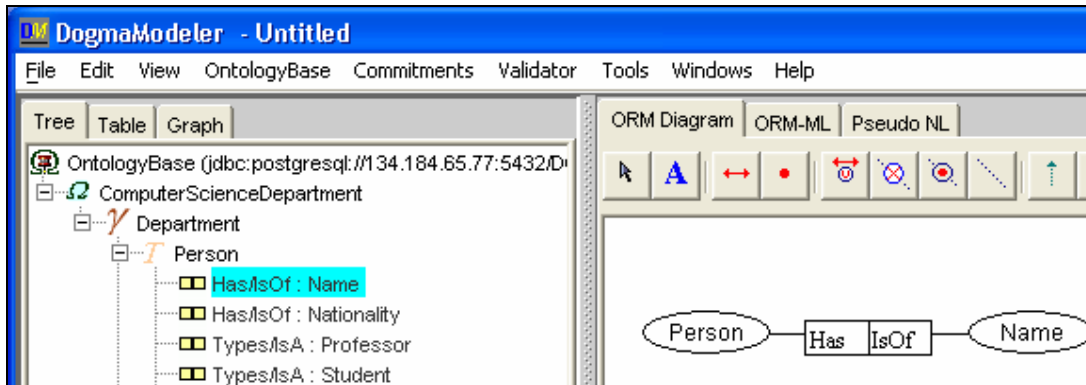 DM DogmaModeler - Untitled
File Edit View OntologyBase Commitments Validator Tools Windows Help
Tree Table Graph
OntologyBase (jdbc:postgresql://134.184.65.77:5432/D
Ω ComputerScienceDepartment
γ Department
T Person
Has/IsOf : Name
Has/IsOf : Nationality
Types/IsA : Professor
Types/IsA : Student
ORM Diagram ORM-ML Pseudo NL
A
Person Has IsOf Name